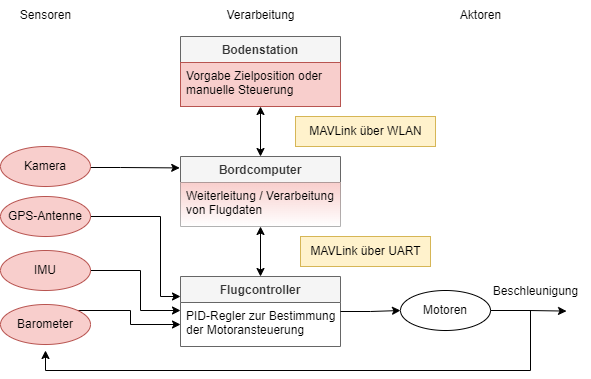 Sensoren
Verarbeitung
Aktoren
Bodenstation
Vorgabe Zielposition oder
manuelle Steuerung
MAVLink über WLAN
Kamera
Bordcomputer
Weiterleitung / Verarbeitung
von Flugdaten
GPS-Antenne
MAVLink über UART
IMU
Flugcontroller
Beschleunigung
PID-Regler zur Bestimmung
der Motoransteuerung
Motoren
Barometer